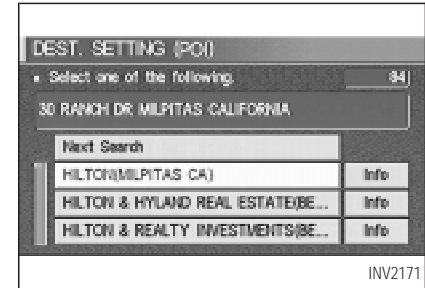 DEST. SETTING (POI)
Select one of the following. 84
30 RANCH DR MILPITAS CALIFORNIA
Next Search
HILTON(MILPITAS CA) Info
HILTON & HYLAND REAL ESTATE(BE... Info
HILTON & REALTY INVESTMENTS(BE... Info
INV2171